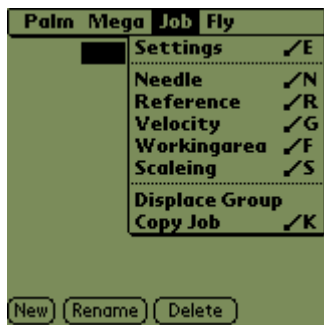 Palm Mega Job Fly
Settings /E
Needle /N
Reference /R
Velocity /G
Workingarea /F
Scaleing /S
Displace Group
Copy Job /K
New Rename Delete